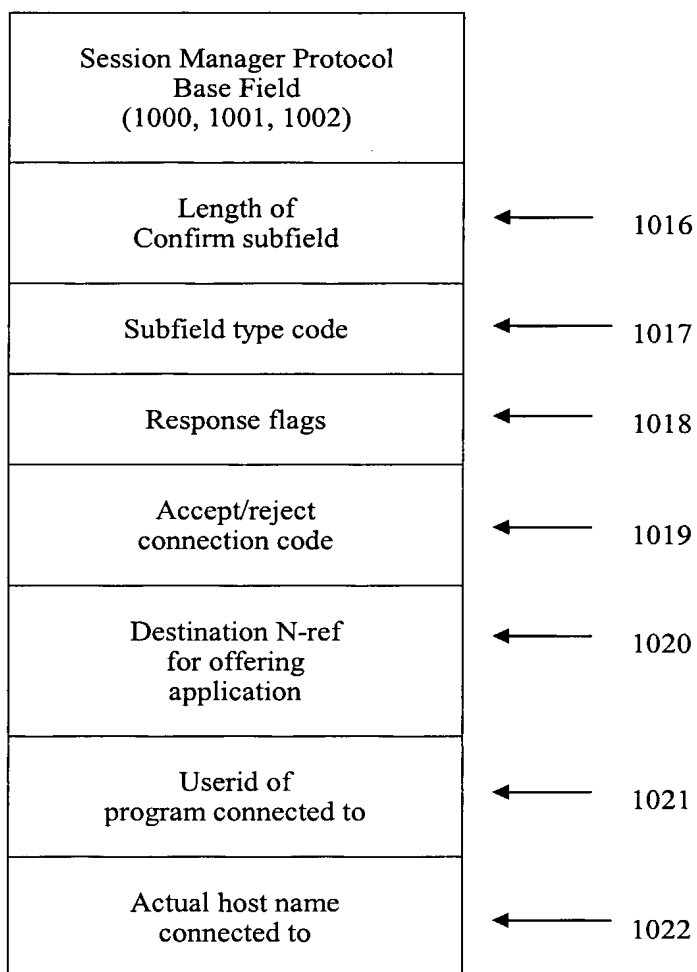 Session Manager Protocol
Base Field
(1000, 1001, 1002)
Length of
Confirm subfield
1016
Subfield type code
1017
Response flags
1018
Accept/reject
connection code
1019
Destination N-ref
for offering
application
1020
Userid of
program connected to
1021
Actual host name
connected to
1022